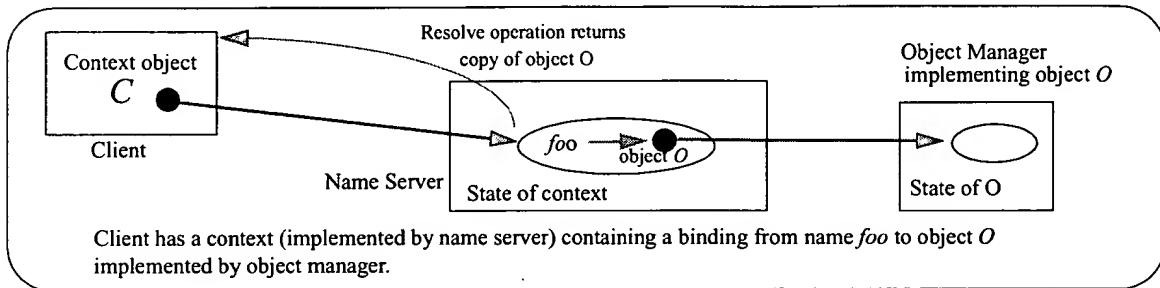 Resolve operation returns
copy of object O
Object Manager
implementing object O
Context object
C
Client
foo
object O
Name Server
State of context
State of O
Client has a context (implemented by name server) containing a binding from name foo to object O
implemented by object manager.